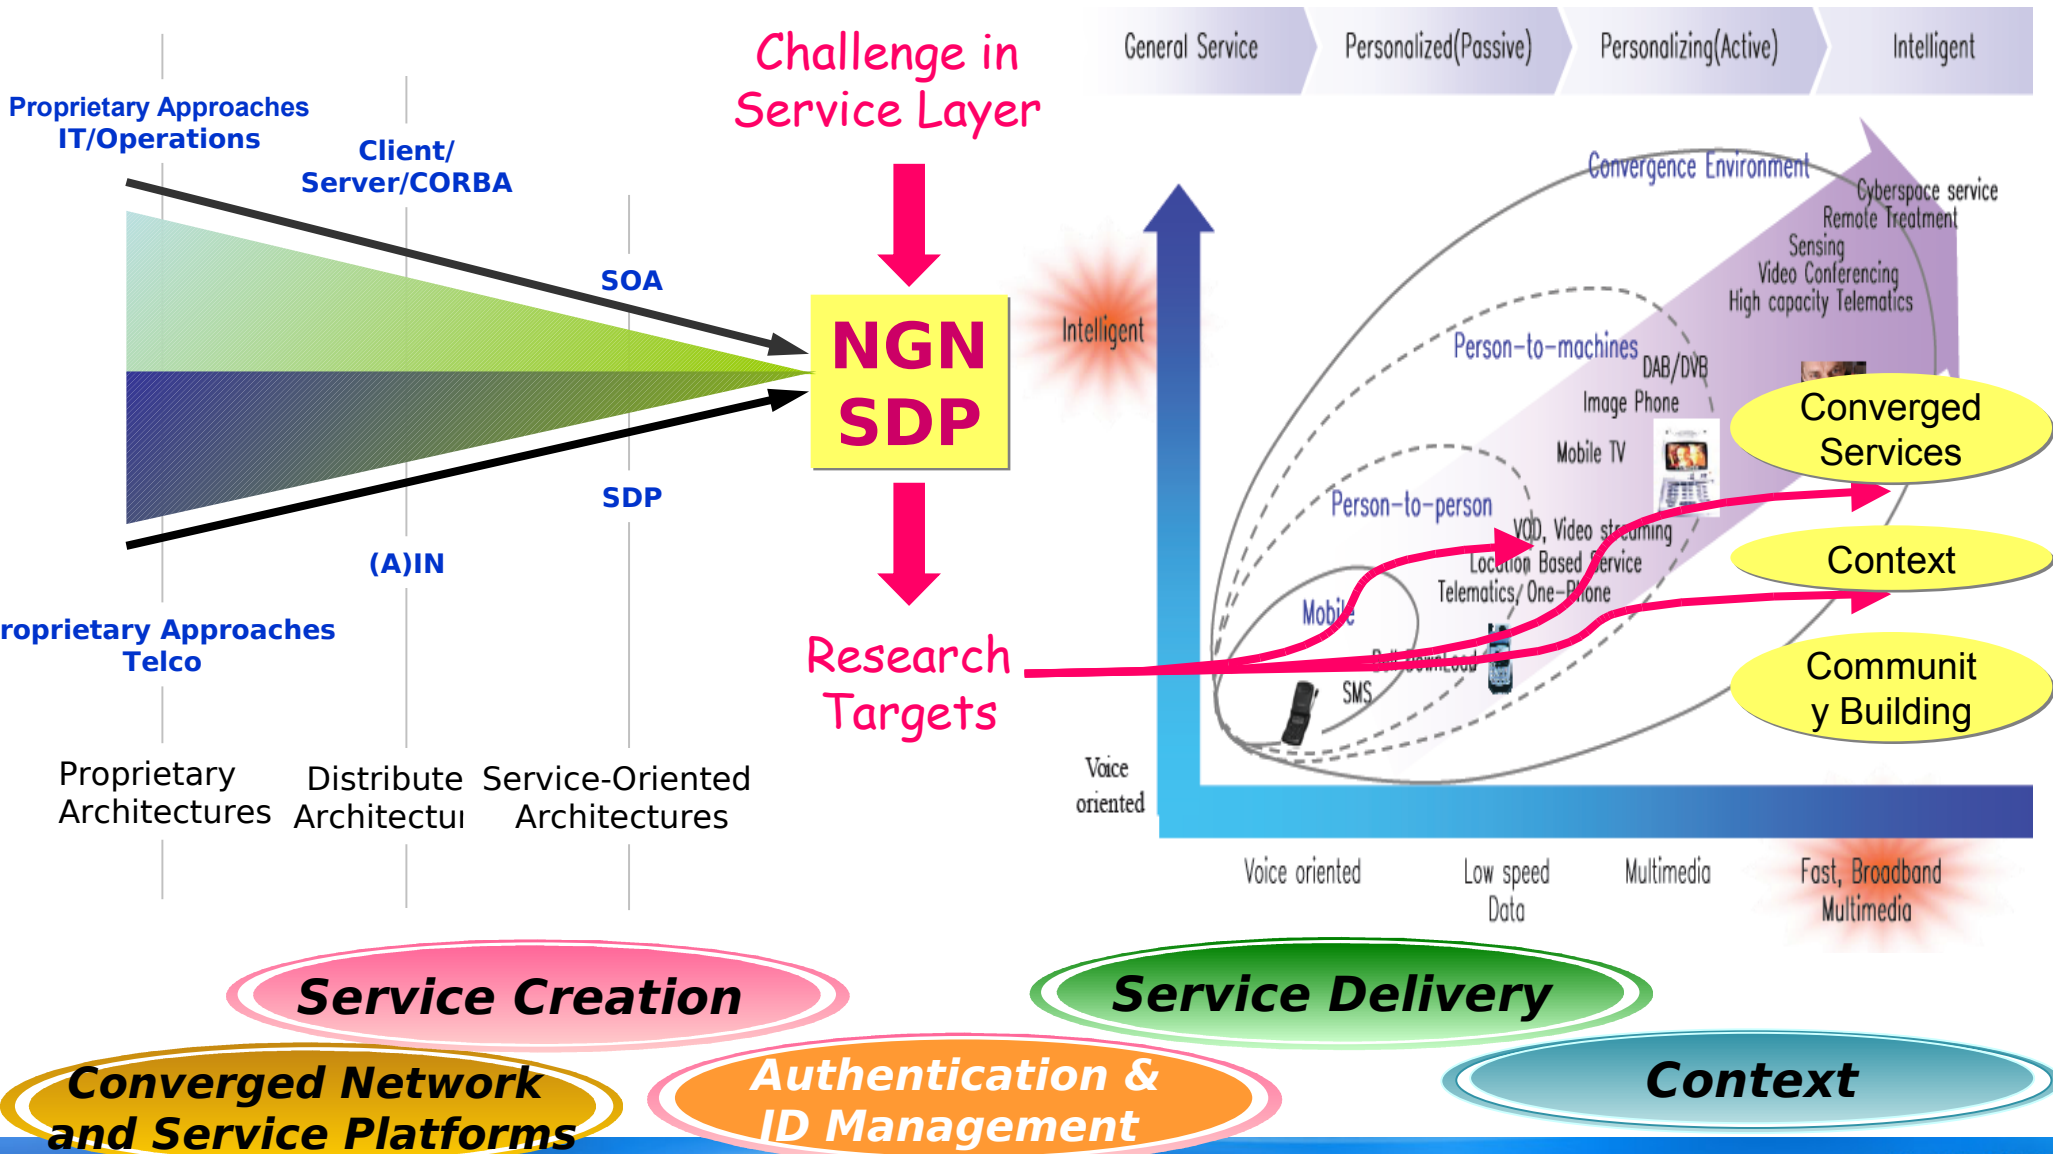 Proprietary Approaches
IT/Operations
Client/
Server/CORBA
SOA
SDP
(A)IN
roprietary Approaches
Telco
Proprietary
Architectures
Distribute
Architectu
Service-Oriented
Architectures
Challenge in
Service Layer
NGN
SDP
Research
Targets
General Service
Personalized(Passive)
Personalizing(Active)
Intelligent
Convergence Environment
Cyberspace service
Remote Treatment
Sensing
Video Conferencing
High capacity Telematics
Intelligent
Person-to-machines
DAB/DVB
Image Phone
Mobile TV
Person-to-person
VOD, Video streaming
Location Based Service
Telematics/One-Phone
Mobile
DownLoad
SMS
Voice
oriented
Voice oriented
Low speed
Data
Multimedia
Fast, Broadband
Multimedia
Converged
Services
Context
Communit
y Building
Service Creation
Service Delivery
Converged Network
and Service Platforms
Authentication &
ID Management
Context